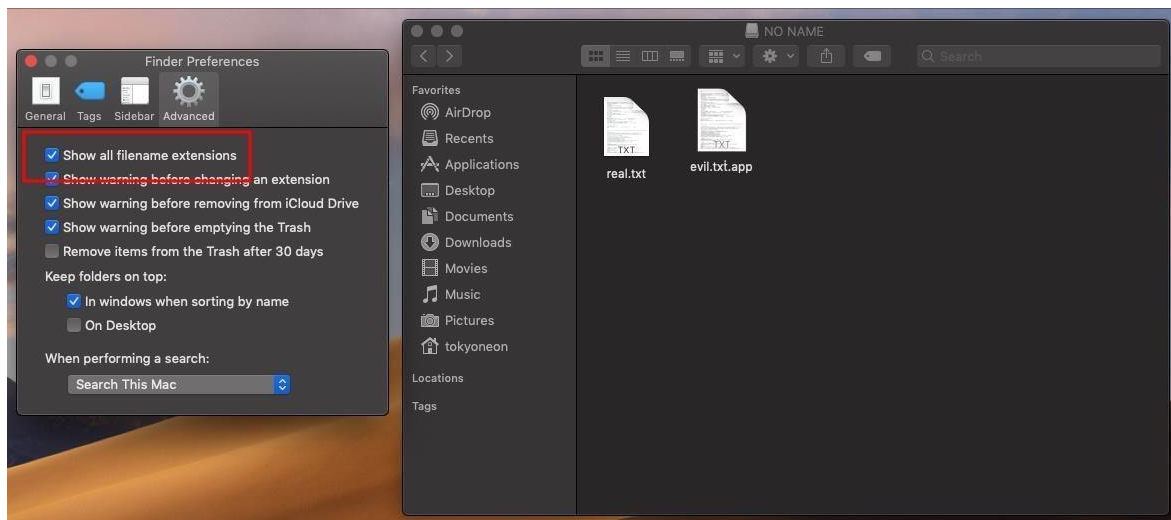 Finder Preferences
General Tags Sidebar Advanced
Show all filename extensions
Show warning before changing an extension
Show warning before removing from iCloud Drive
Show warning before emptying the Trash
Remove items from the Trash after 30 days
Keep folders on top:
In windows when sorting by name
On Desktop
When performing a search:
Search This Mac
NO NAME
Search
Favorites
AirDrop
Recents
Applications
Desktop
Documents
Downloads
Movies
Music
Pictures
tokyoneon
Locations
Tags
TXT
real.txt
TXT
evil.txt.app